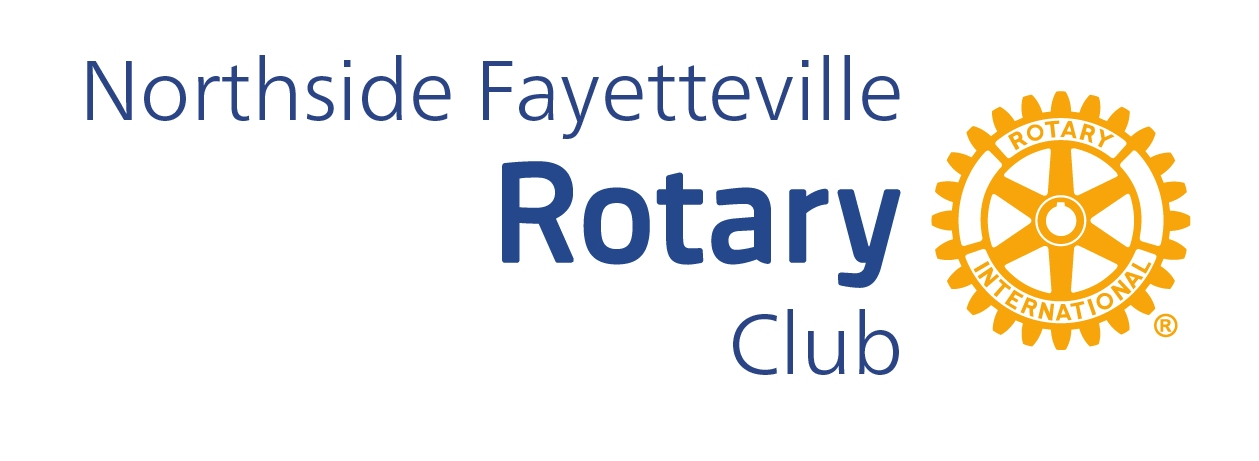 Northside Fayetteville
Rotary
Club
ROTARY
INTERNATIONAL
®